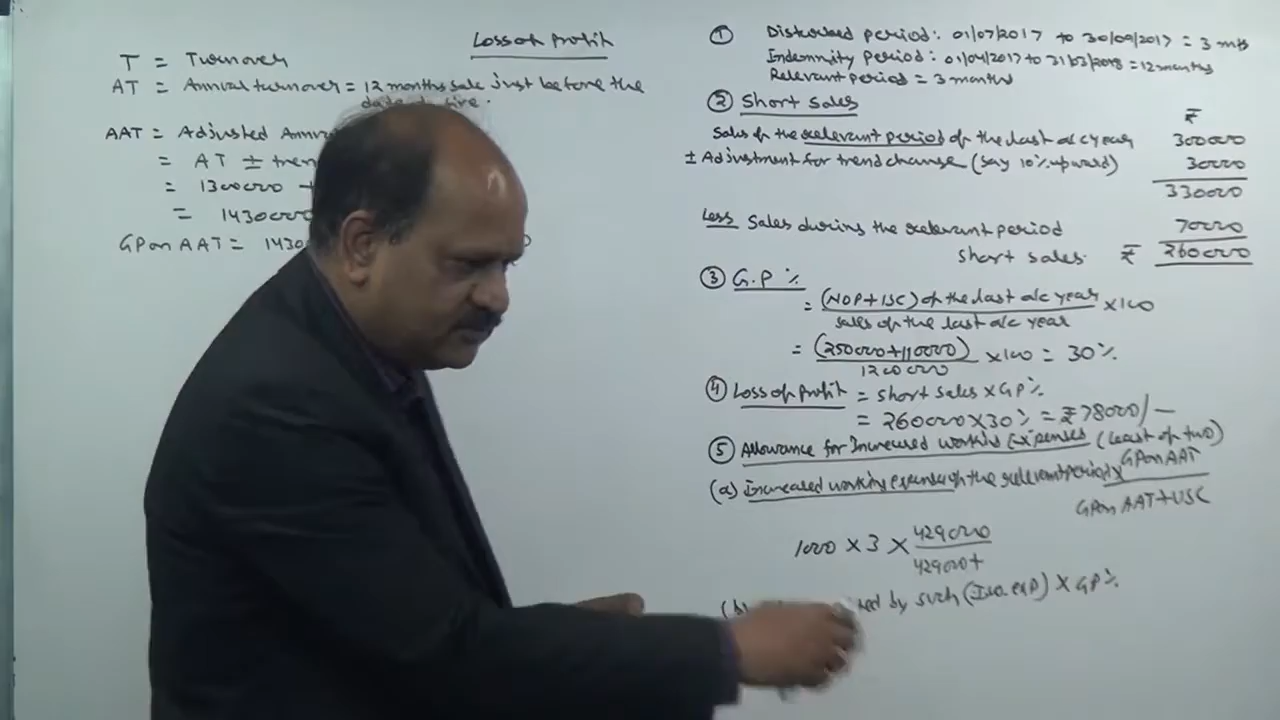 Loss of Profit
T = Turnover
AT = Annual turnover = 12 months sale just before the
date of fire.
AAT = Adjusted Annu
= AT ± tren
= 1300000 +
= 1430000
GP on AAT = 1430
① Disturbed period: 01/07/2017 to 30/09/2017 = 3 mts
Indemnity period: 01/04/2017 to 31/03/2018 = 12 months
Relevant period = 3 months
② Short Sales
₹
Sales of the relevant period of the last a/c year 300000
± Adjustment for trend change (say 10% upward) 30000
330000
Less Sales during the relevant period 70000
short sales. ₹ 260000
③ G.P %
= (NOP + ISC) of the last a/c year × 100
sales of the last a/c year
= (250000 + 110000) × 100 = 30%
1200000
④ Loss of profit = short sales × GP%
= 260000 × 30% = ₹ 78000/-
⑤ Allowance for Increased working Expenses (least of two)
(a) Increased working expenses of the relevant period × GP on AAT
GP on AAT + USC
1000 × 3 × 429000
429000 +
(b) by such (Inc. exp) × GP%